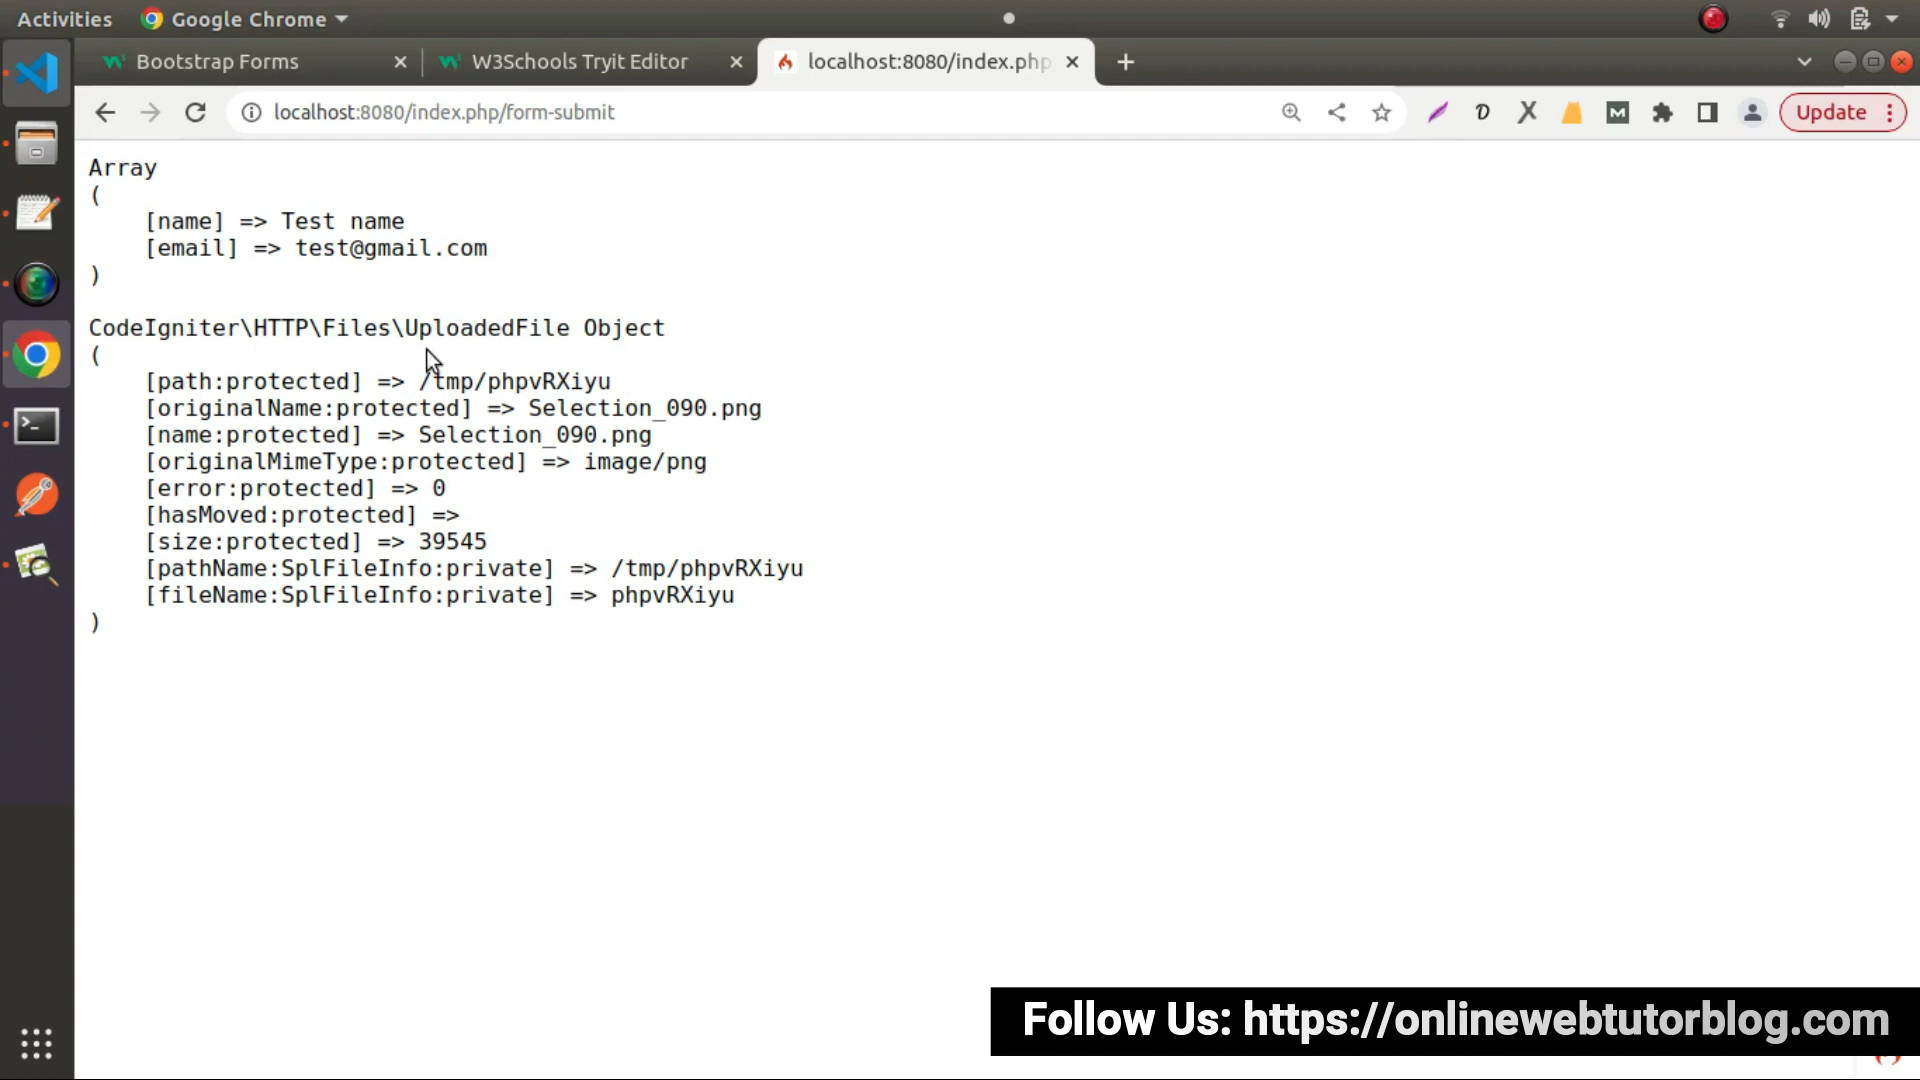 Activities Google Chrome
Bootstrap Forms W3Schools Tryit Editor localhost:8080/index.php
localhost:8080/index.php/form-submit Update
Array
(
[name] => Test name
[email] => test@gmail.com
)
CodeIgniter\HTTP\Files\UploadedFile Object
(
[path:protected] => /tmp/phpvRXiyu
[originalName:protected] => Selection_090.png
[name:protected] => Selection_090.png
[originalMimeType:protected] => image/png
[error:protected] => 0
[hasMoved:protected] =>
[size:protected] => 39545
[pathName:SplFileInfo:private] => /tmp/phpvRXiyu
[fileName:SplFileInfo:private] => phpvRXiyu
)
Follow Us: https://onlinewebtutorblog.com